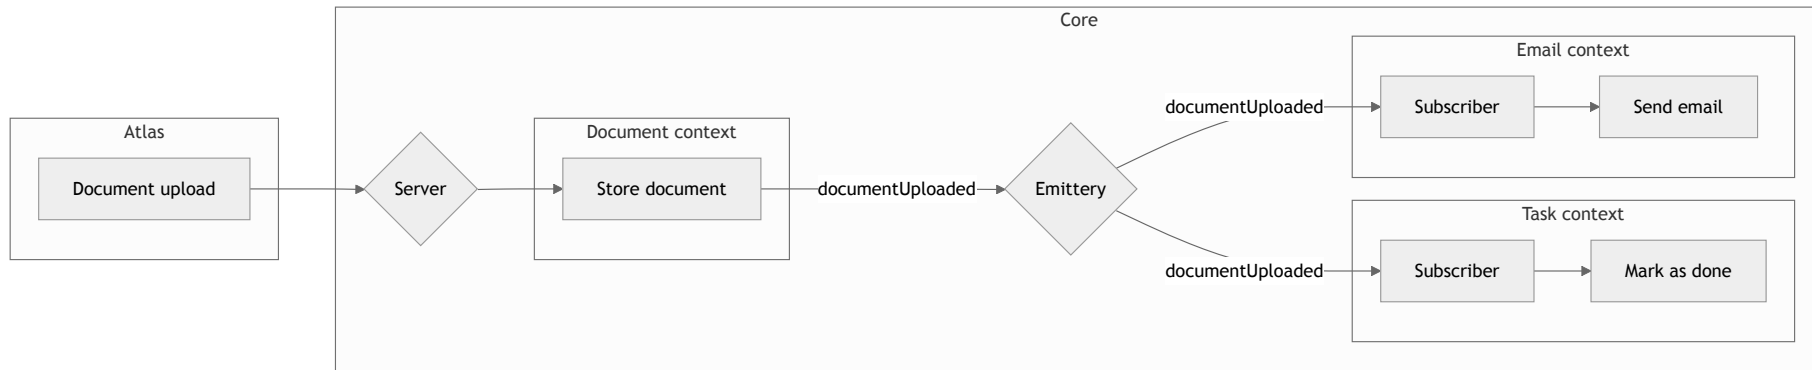 Core
Atlas
Document upload
Server
Document context
Store document
documentUploaded
Emittery
documentUploaded
Email context
Subscriber
Send email
documentUploaded
Task context
Subscriber
Mark as done